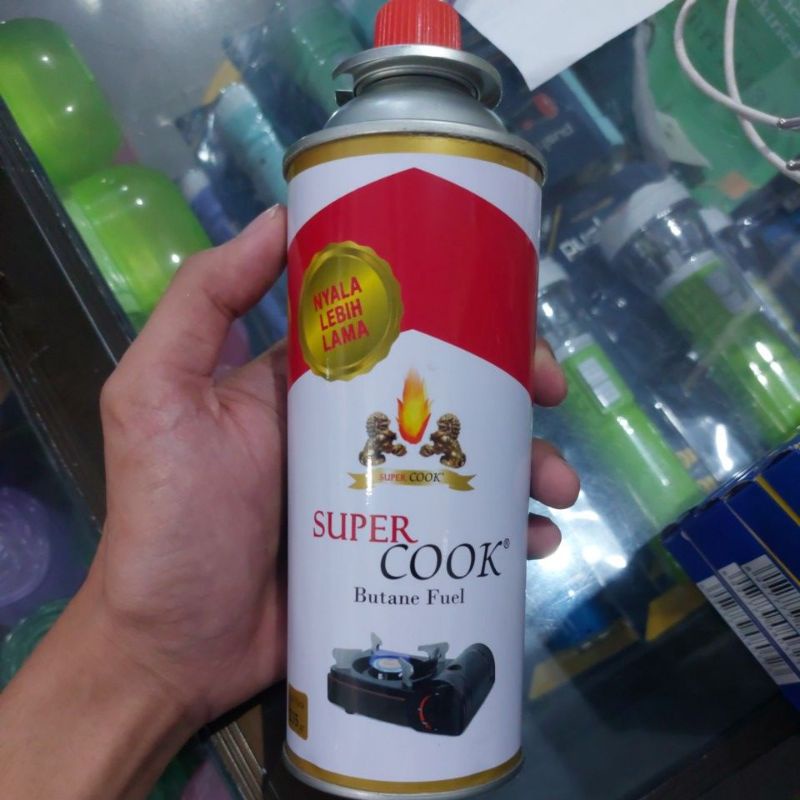 NYALA
LEBIH
LAMA
SUPER COOK
SUPER
COOK®
Butane Fuel